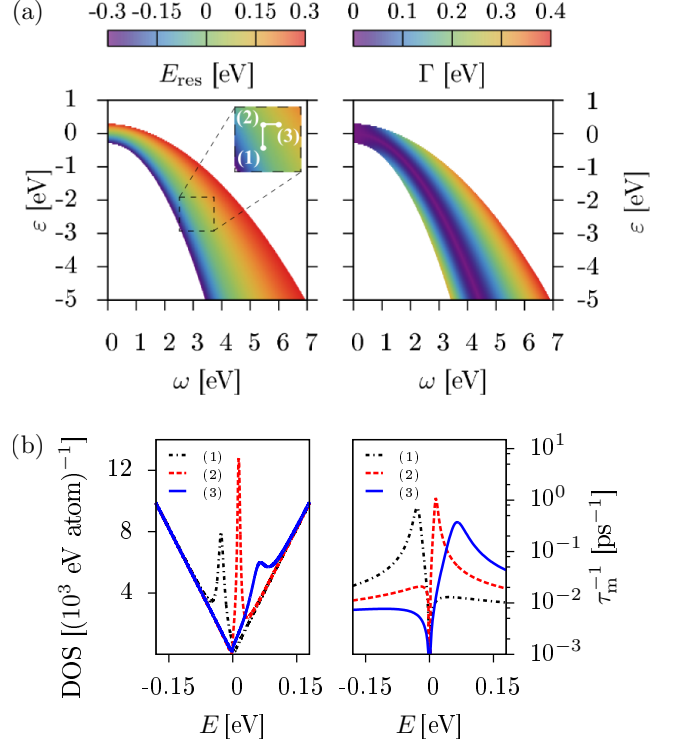 (a)
-0.3 -0.15 0 0.15 0.3
E_res [eV]
0 0.1 0.2 0.3 0.4
Γ [eV]
1
0
-1
-2
-3
-4
-5
ε [eV]
(2)
(3)
(1)
0 1 2 3 4 5 6 7
ω [eV]
1
0
-1
-2
-3
-4
-5
ε [eV]
0 1 2 3 4 5 6 7
ω [eV]
(b)
DOS [(10³ eV atom)⁻¹]
12
8
4
(1)
(2)
(3)
-0.15 0 0.15
E [eV]
(1)
(2)
(3)
10¹
10⁰
10⁻¹
10⁻²
10⁻³
τ_m⁻¹ [ps⁻¹]
-0.15 0 0.15
E [eV]